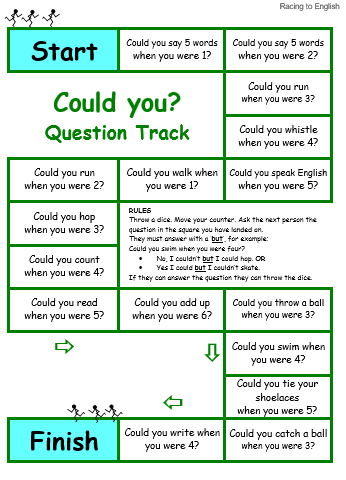 Racing to English
Start
Could you say 5 words
when you were 1?
Could you say 5 words
when you were 2?
Could you run
when you were 3?
Could you?
Question Track
Could you whistle
when you were 4?
Could you run
when you were 2?
Could you walk when
you were 1?
Could you speak English
when you were 5?
Could you hop
when you were 3?
RULES
Throw a dice. Move your counter. Ask the next person the
question in the square you have landed on.
They must answer with a 'but', for example:
Could you swim when you were four?
• No, I couldn't but I could hop. OR
• Yes I could but I couldn't skate.
If they can answer the question they can throw the dice.
Could you count
when you were 4?
Could you read
when you were 5?
Could you add up
when you were 6?
Could you throw a ball
when you were 3?
Could you swim when
you were 4?
Could you tie your
shoelaces
when you were 5?
Finish
Could you write when
you were 4?
Could you catch a ball
when you were 3?